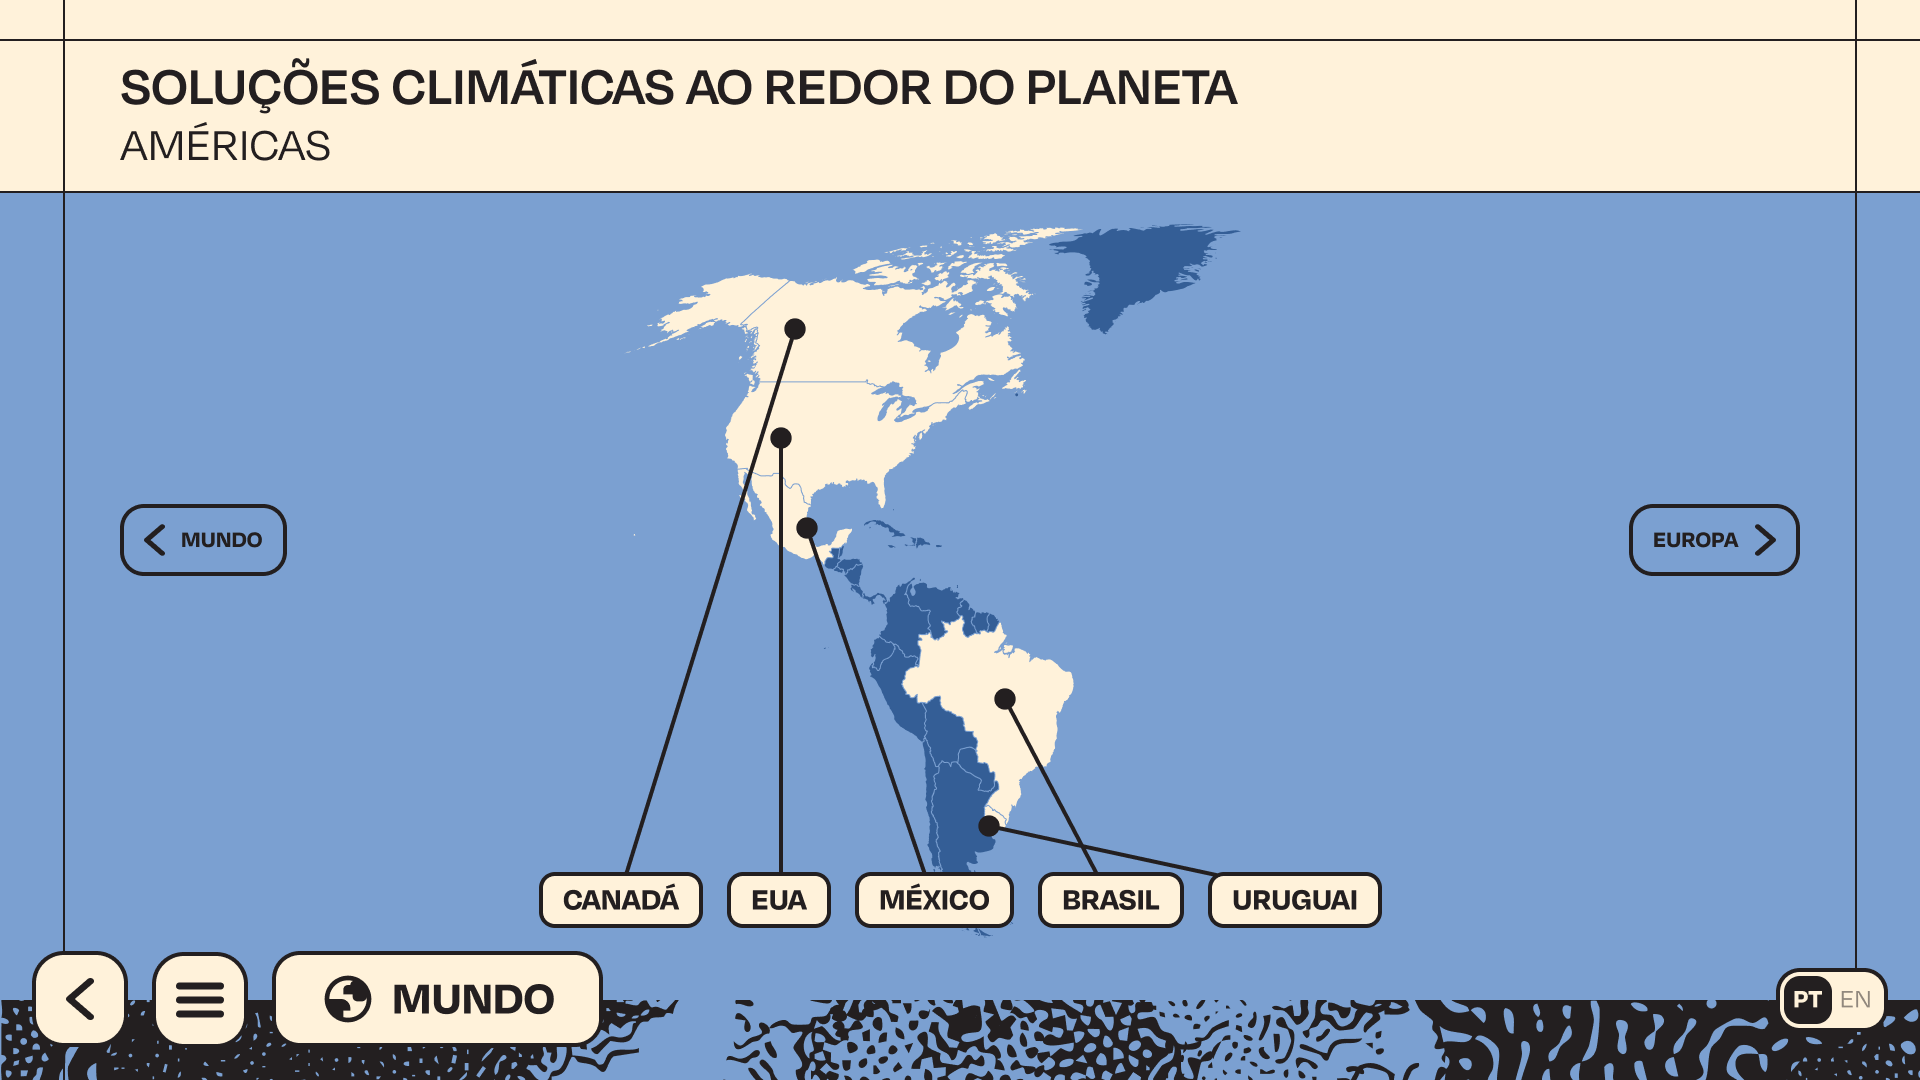 SOLUÇÕES CLIMÁTICAS AO REDOR DO PLANETA
AMÉRICAS
MUNDO
EUROPA
CANADÁ
EUA
MÉXICO
BRASIL
URUGUAI
MUNDO
PT EN